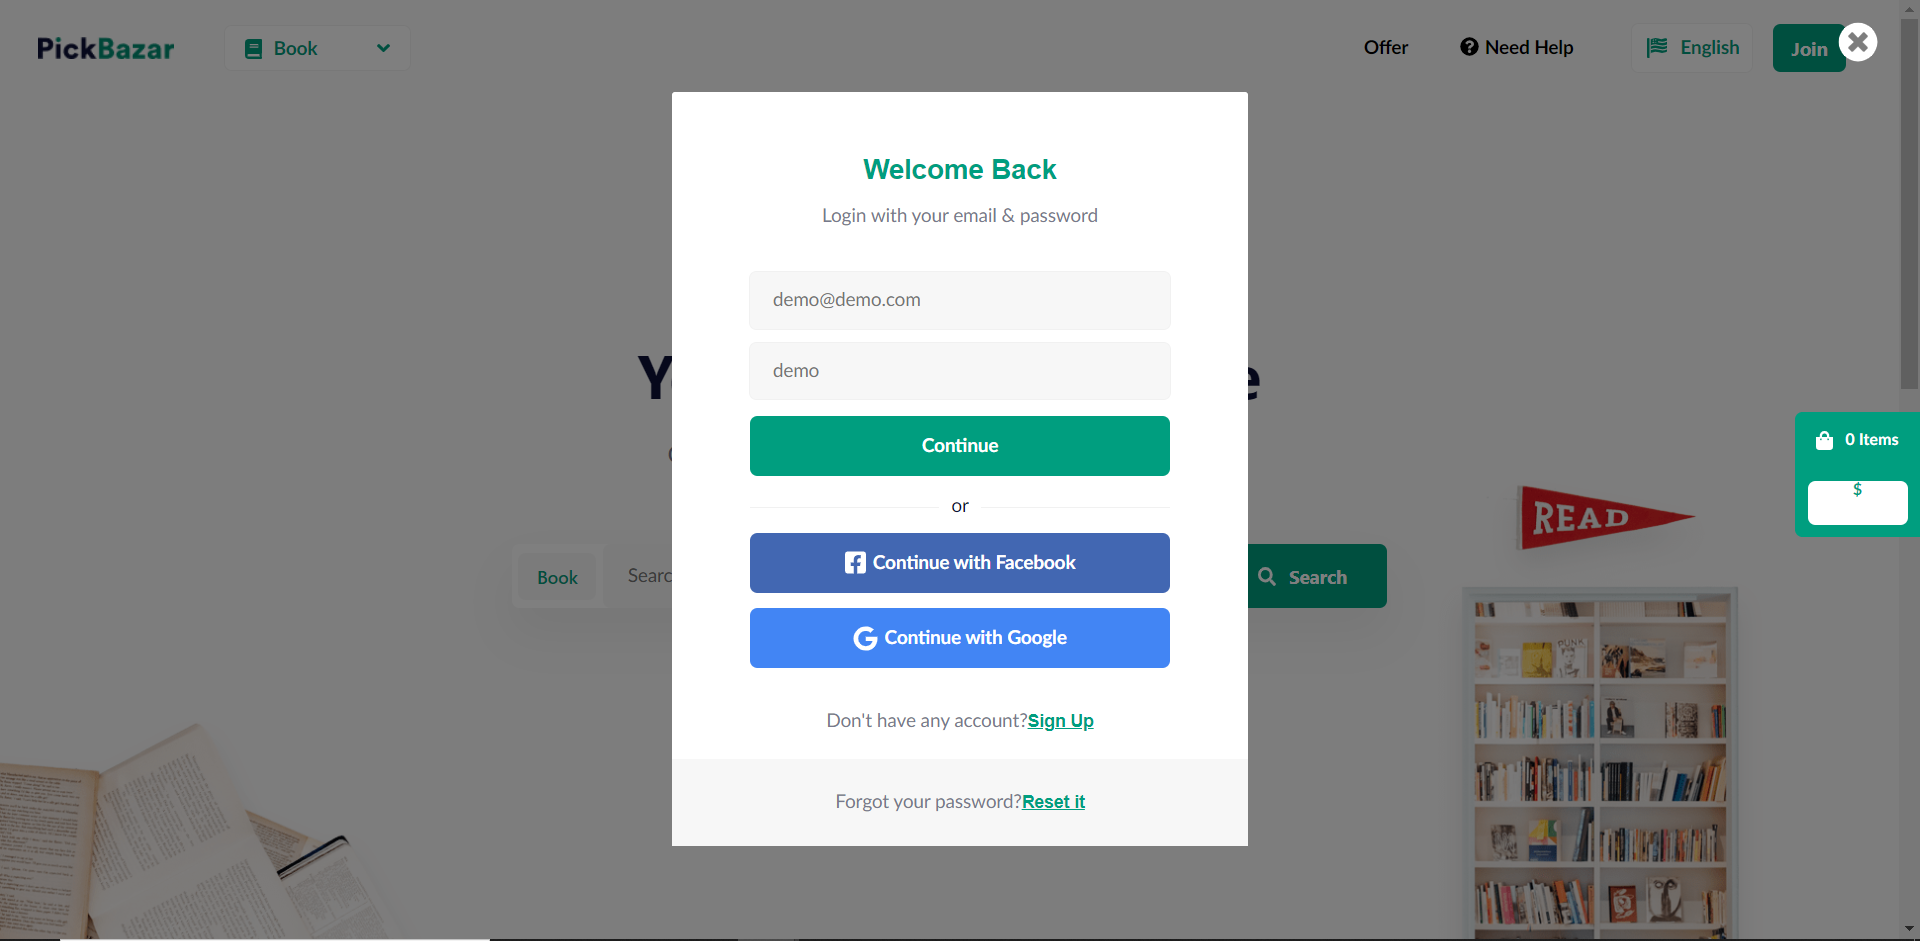 PickBazar
Book
Offer
Need Help
English
Join
Welcome Back
Login with your email & password
demo@demo.com
demo
Continue
or
Continue with Facebook
Continue with Google
Don't have any account?Sign Up
Forgot your password?Reset it
0 Items
$
READ
Book
Search